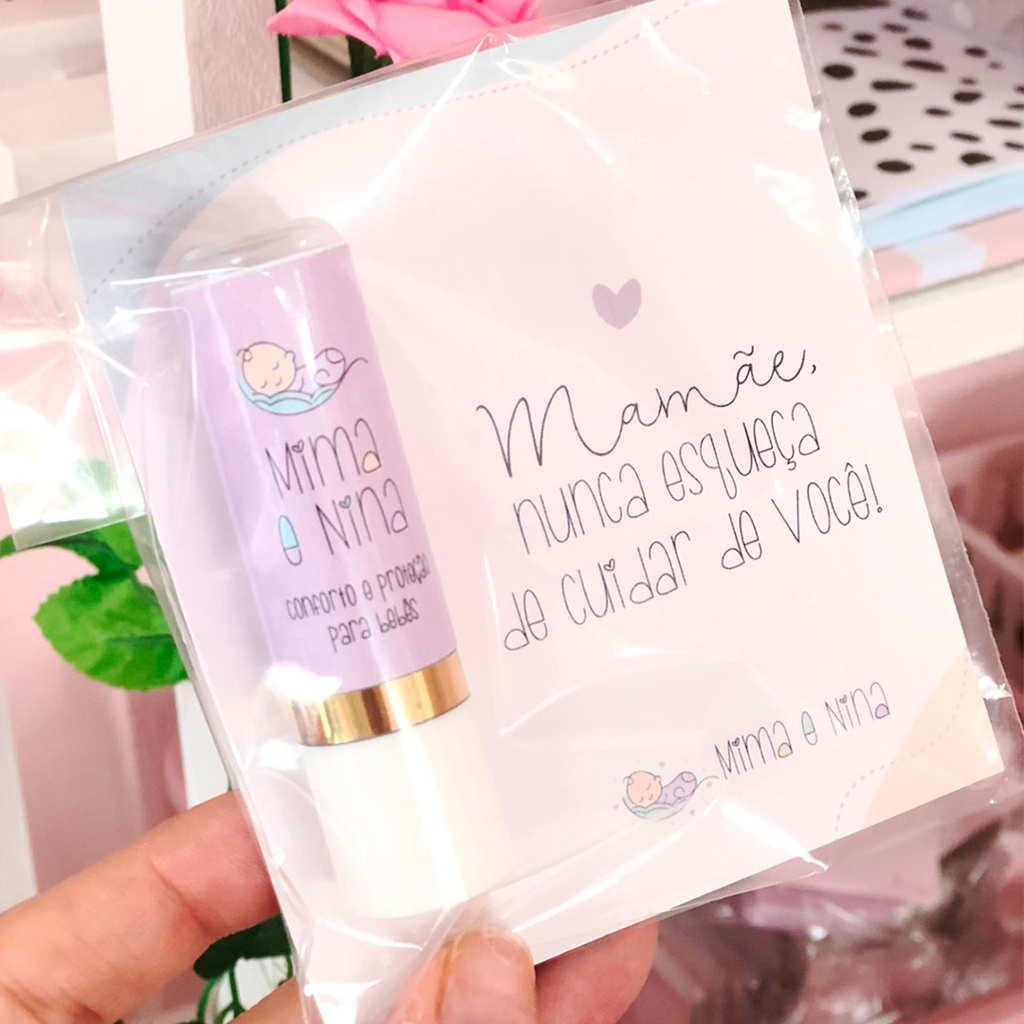 Mima
e Nina
conforto e proteção
para bebês
Mamãe,
nunca esqueça
de cuidar de você!
Mima e Nina